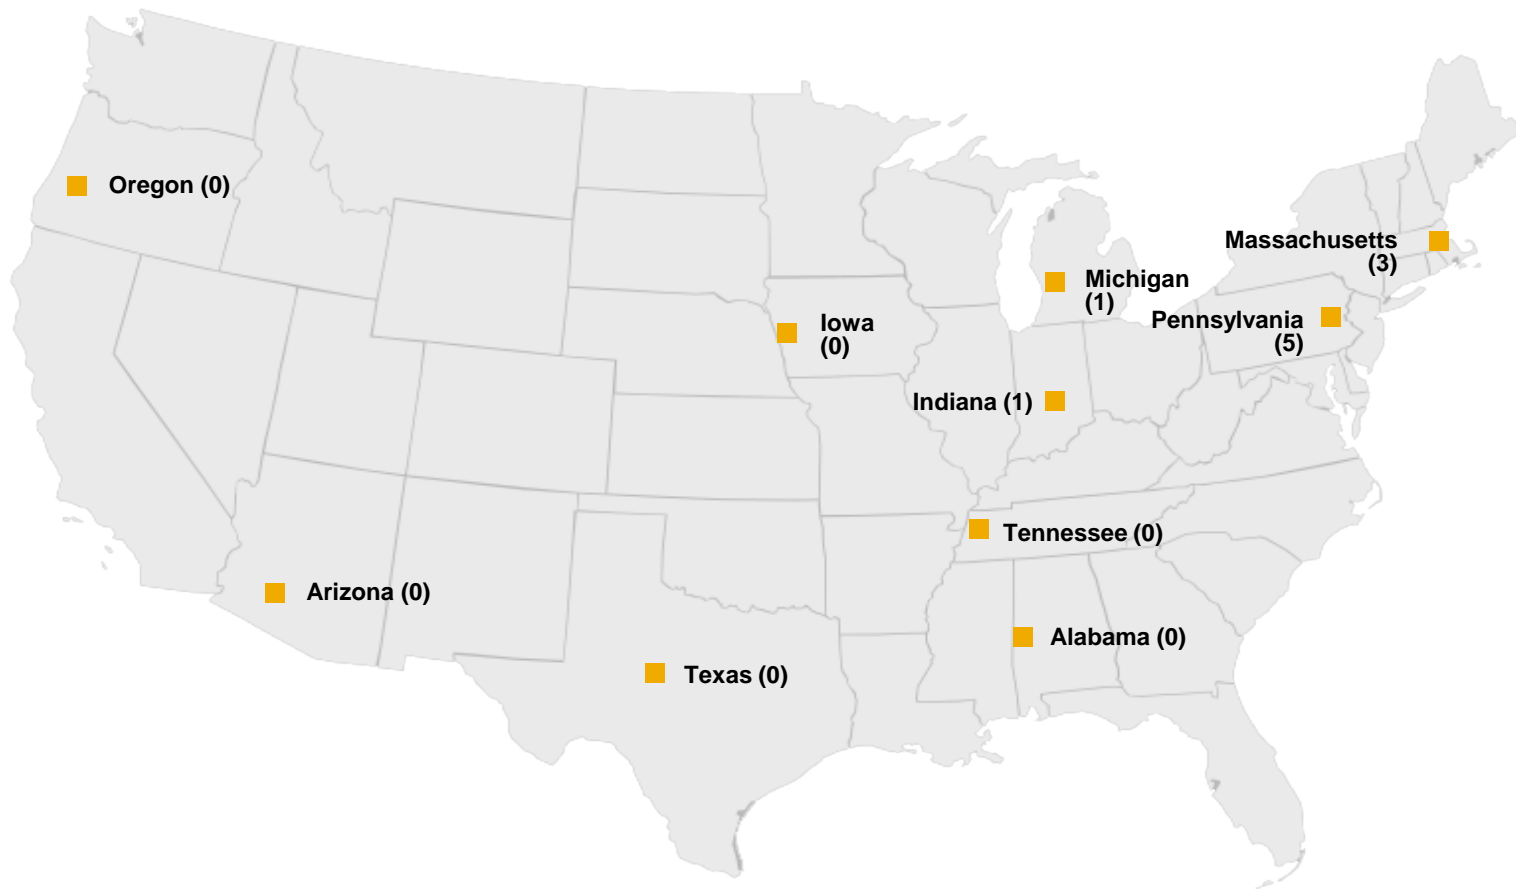 Oregon (0)
Massachusetts
(3)
Michigan
(1)
Iowa
(0)
Pennsylvania
(5)
Indiana (1)
Tennessee (0)
Arizona (0)
Alabama (0)
Texas (0)